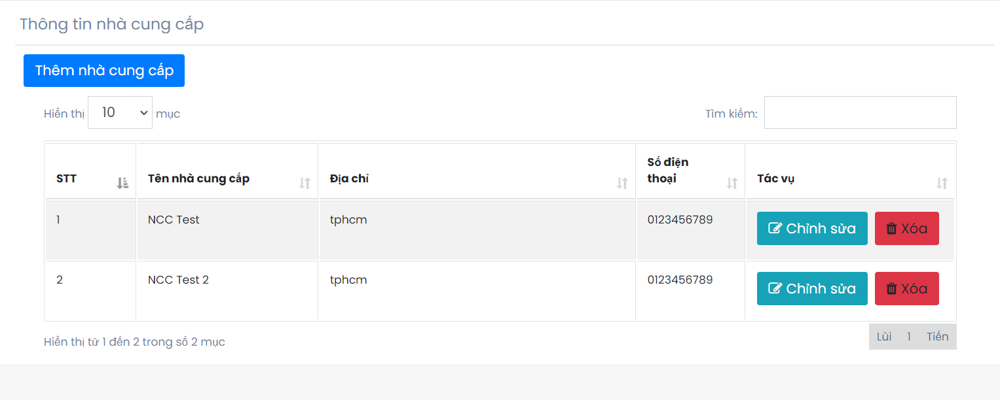 Thông tin nhà cung cấp
Thêm nhà cung cấp
Hiển thị 10 mục
Tìm kiếm:
STT Tên nhà cung cấp Địa chỉ Số điện thoại Tác vụ
1 NCC Test tphcm 0123456789 Chỉnh sửa Xóa
2 NCC Test 2 tphcm 0123456789 Chỉnh sửa Xóa
Hiển thị từ 1 đến 2 trong số 2 mục
Lùi 1 Tiến